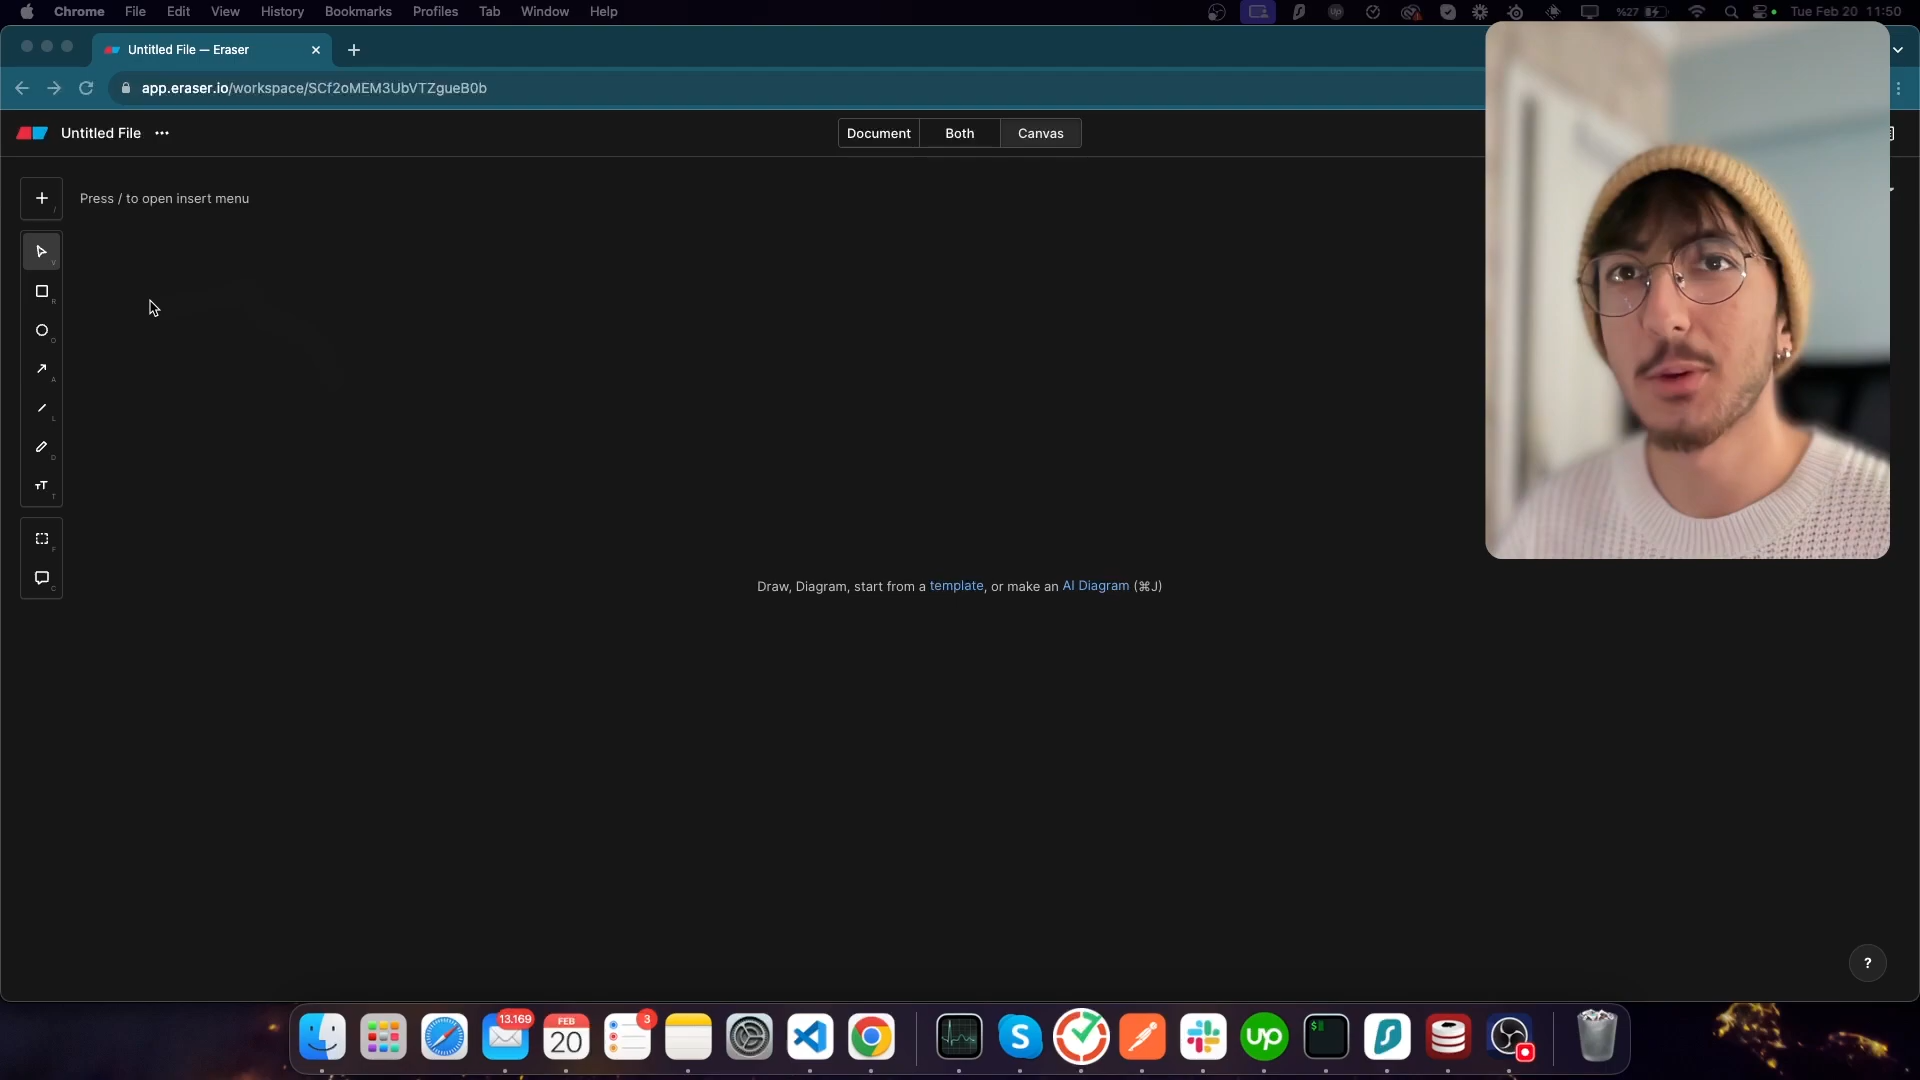 Chrome File Edit View History Bookmarks Profiles Tab Window Help
%27 Tue Feb 20 11:50
Untitled File — Eraser
app.eraser.io/workspace/SCf2oMEM3UbVTZgueB0b
Untitled File
Document Both Canvas
Press / to open insert menu
/
V
R
O
A
L
D
T
F
C
Draw, Diagram, start from a template, or make an AI Diagram (⌘J)
?
13.169
FEB
20
3
S
up
$